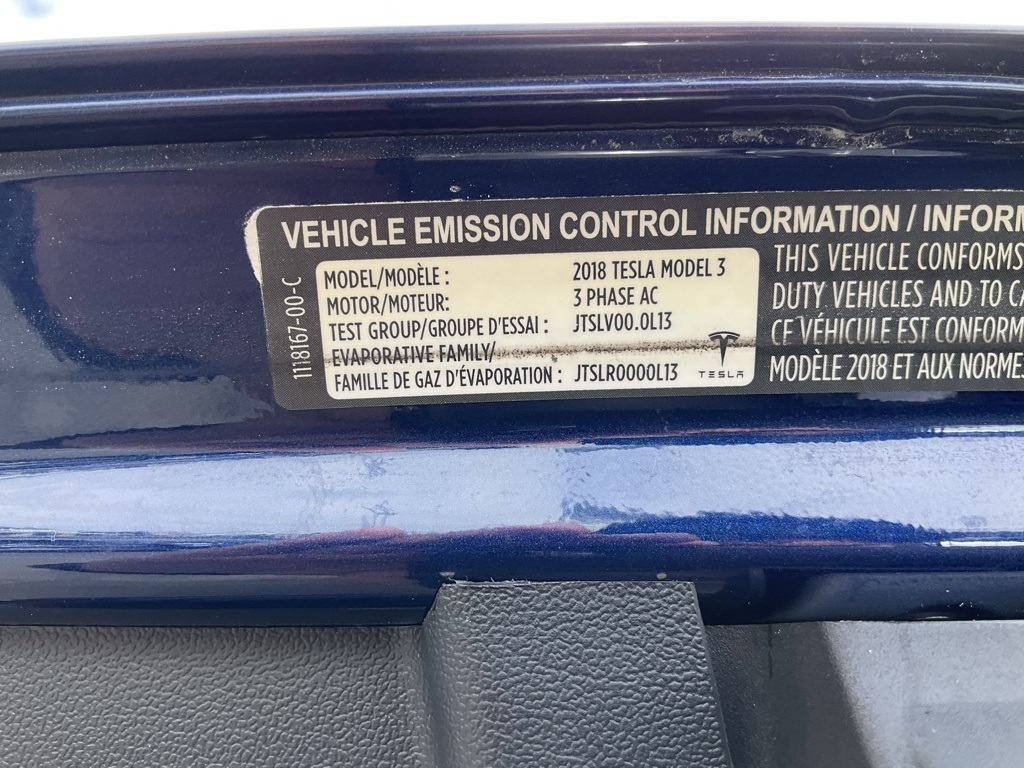 VEHICLE EMISSION CONTROL INFORMATION / INFORM
1118167-00-C
MODEL/MODÈLE : 2018 TESLA MODEL 3
MOTOR/MOTEUR: 3 PHASE AC
TEST GROUP/GROUPE D'ESSAI : JTSLV00.0L13
EVAPORATIVE FAMILY/
FAMILLE DE GAZ D'ÉVAPORATION : JTSLR0000L13
TESLA
THIS VEHICLE CONFORMS
DUTY VEHICLES AND TO CA
CE VÉHICULE EST CONFORM
MODÈLE 2018 ET AUX NORMES